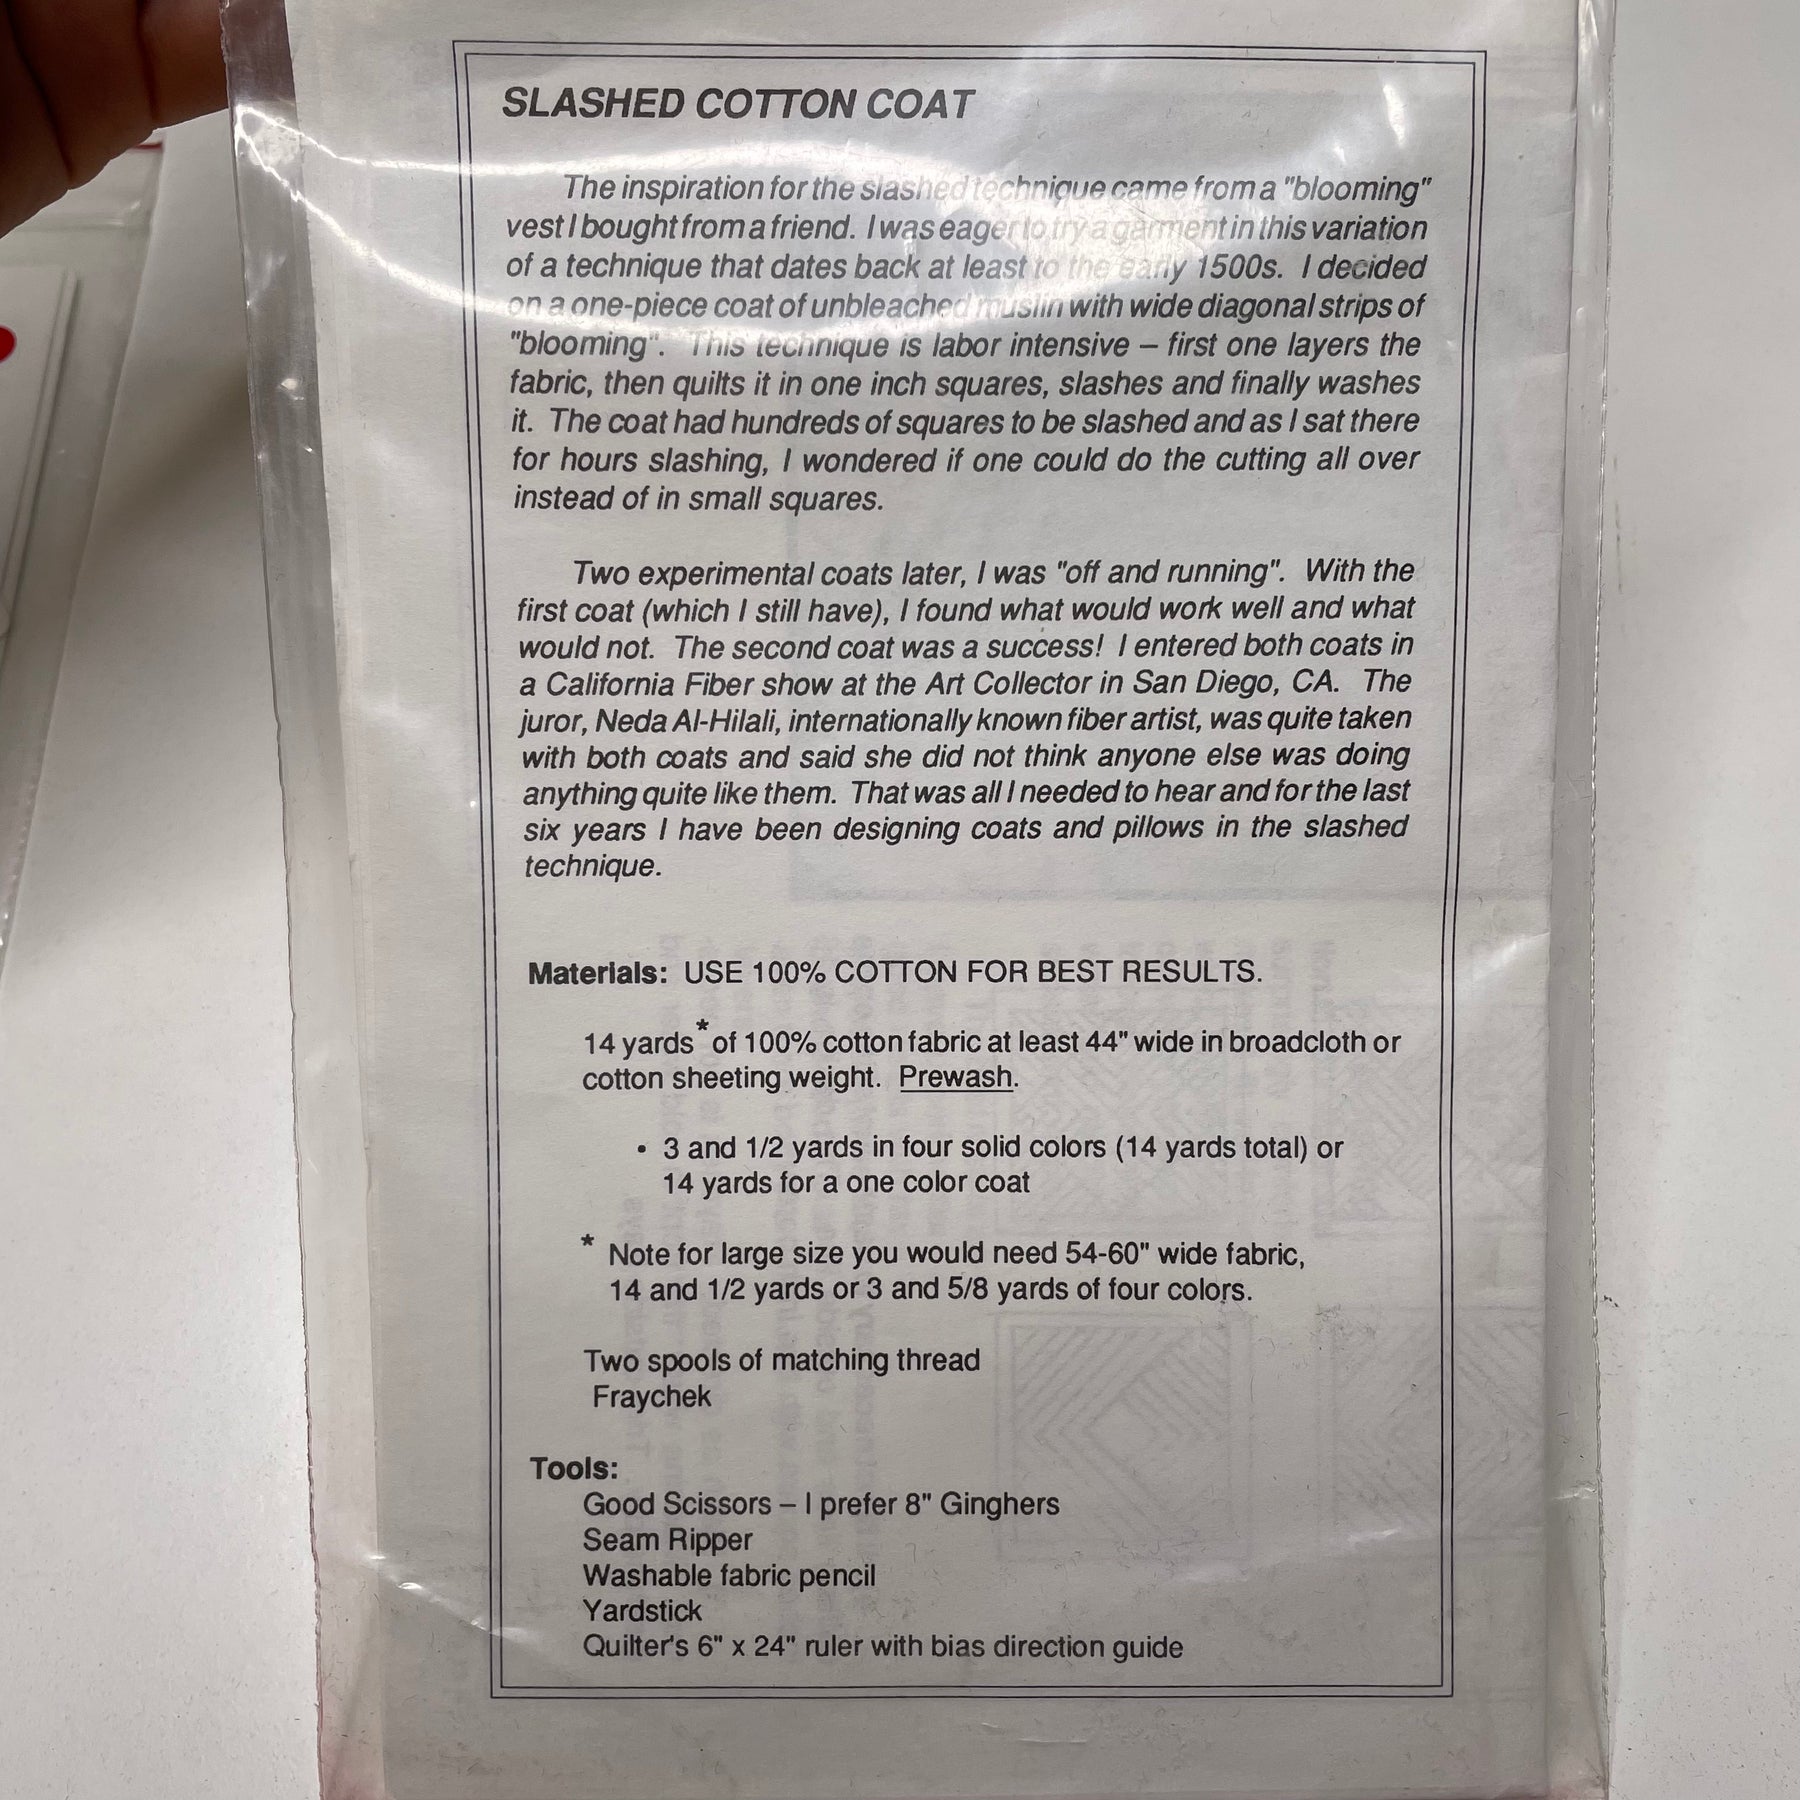 SLASHED COTTON COAT
The inspiration for the slashed technique came from a "blooming"
vest I bought from a friend. I was eager to try a garment in this variation
of a technique that dates back at least to the early 1500s. I decided
on a one-piece coat of unbleached muslin with wide diagonal strips of
"blooming". This technique is labor intensive – first one layers the
fabric, then quilts it in one inch squares, slashes and finally washes
it. The coat had hundreds of squares to be slashed and as I sat there
for hours slashing, I wondered if one could do the cutting all over
instead of in small squares.
Two experimental coats later, I was "off and running". With the
first coat (which I still have), I found what would work well and what
would not. The second coat was a success! I entered both coats in
a California Fiber show at the Art Collector in San Diego, CA. The
juror, Neda Al-Hilali, internationally known fiber artist, was quite taken
with both coats and said she did not think anyone else was doing
anything quite like them. That was all I needed to hear and for the last
six years I have been designing coats and pillows in the slashed
technique.
Materials: USE 100% COTTON FOR BEST RESULTS.
14 yards* of 100% cotton fabric at least 44" wide in broadcloth or
cotton sheeting weight. Prewash.
• 3 and 1/2 yards in four solid colors (14 yards total) or
14 yards for a one color coat
* Note for large size you would need 54-60" wide fabric,
14 and 1/2 yards or 3 and 5/8 yards of four colors.
Two spools of matching thread
Fraychek
Tools:
Good Scissors – I prefer 8" Ginghers
Seam Ripper
Washable fabric pencil
Yardstick
Quilter's 6" x 24" ruler with bias direction guide